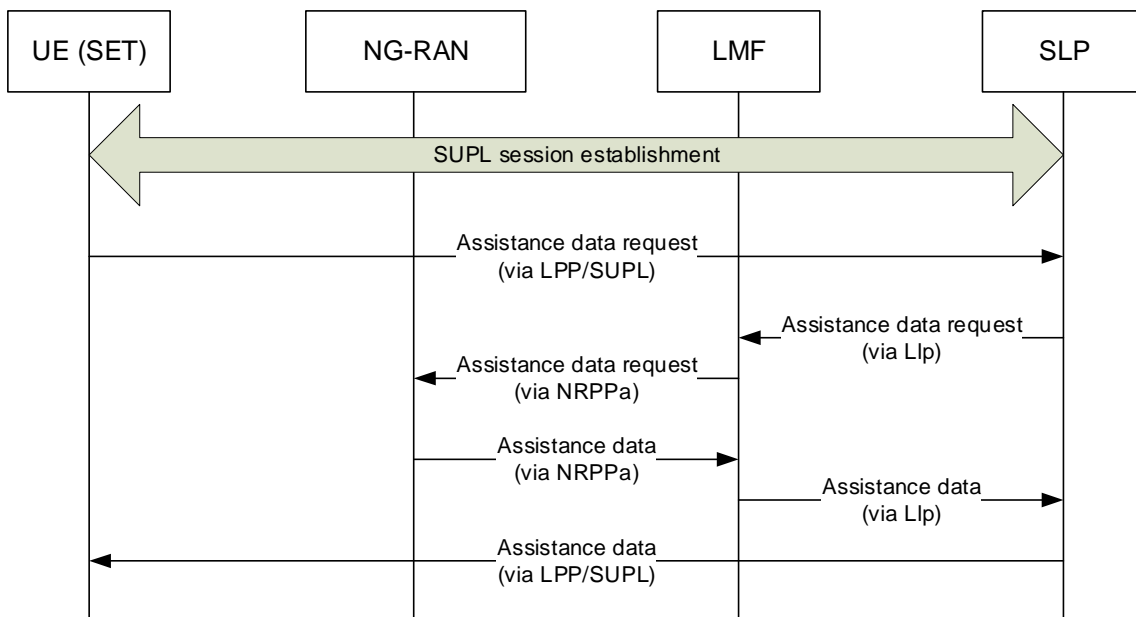 UE (SET)
NG-RAN
LMF
SLP
SUPL session establishment
Assistance data request
(via LPP/SUPL)
Assistance data request
(via Llp)
Assistance data request
(via NRPPa)
Assistance data
(via NRPPa)
Assistance data
(via Llp)
Assistance data
(via LPP/SUPL)